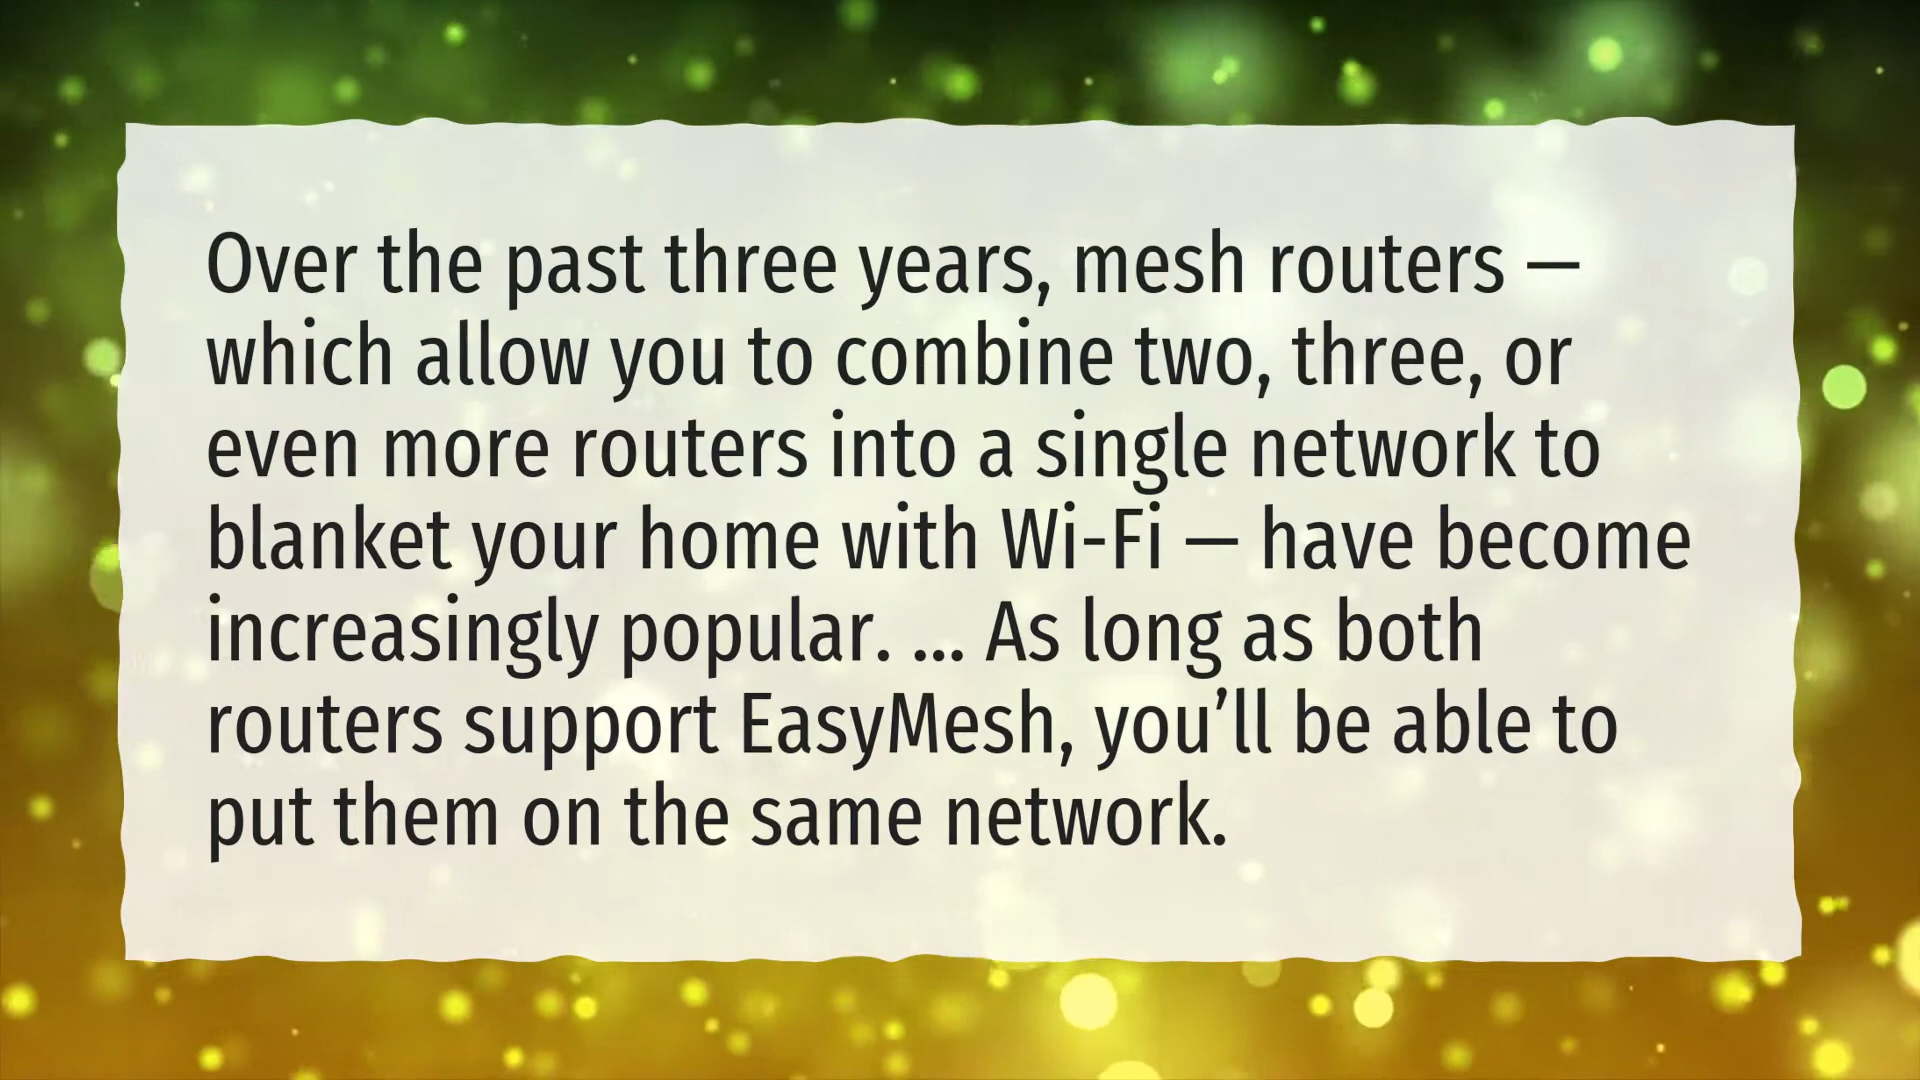 Over the past three years, mesh routers —
which allow you to combine two, three, or
even more routers into a single network to
blanket your home with Wi-Fi — have become
increasingly popular. ... As long as both
routers support EasyMesh, you’ll be able to
put them on the same network.